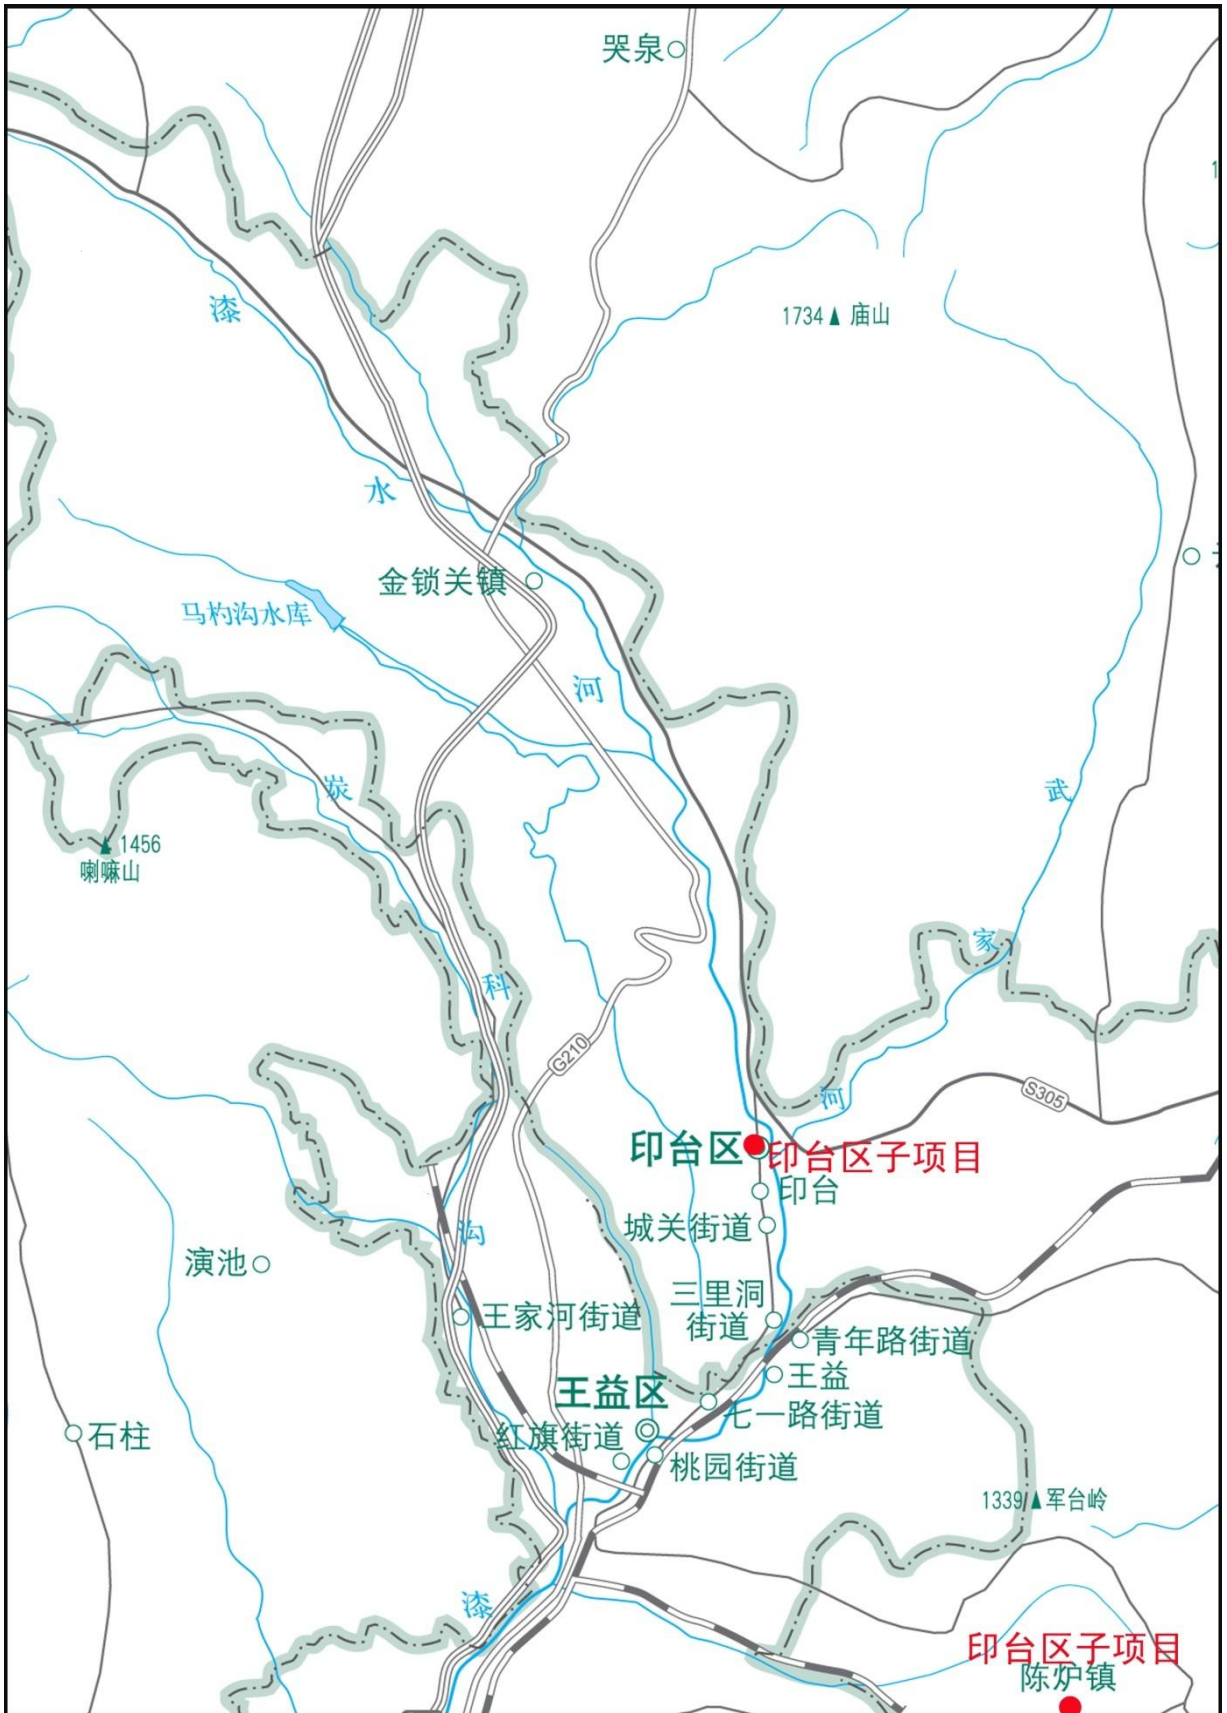 哭泉
漆
1734 庙山
水
金锁关镇
马杓沟水库
河
炭
武
1456
喇嘛山
家
科
G210
河
S305
印台区
印台区子项目
印台
城关街道
沟
演池
三里洞
街道
王家河街道
青年路街道
王益
王益区
七一路街道
红旗街道
石柱
桃园街道
1339 军台岭
漆
印台区子项目
陈炉镇